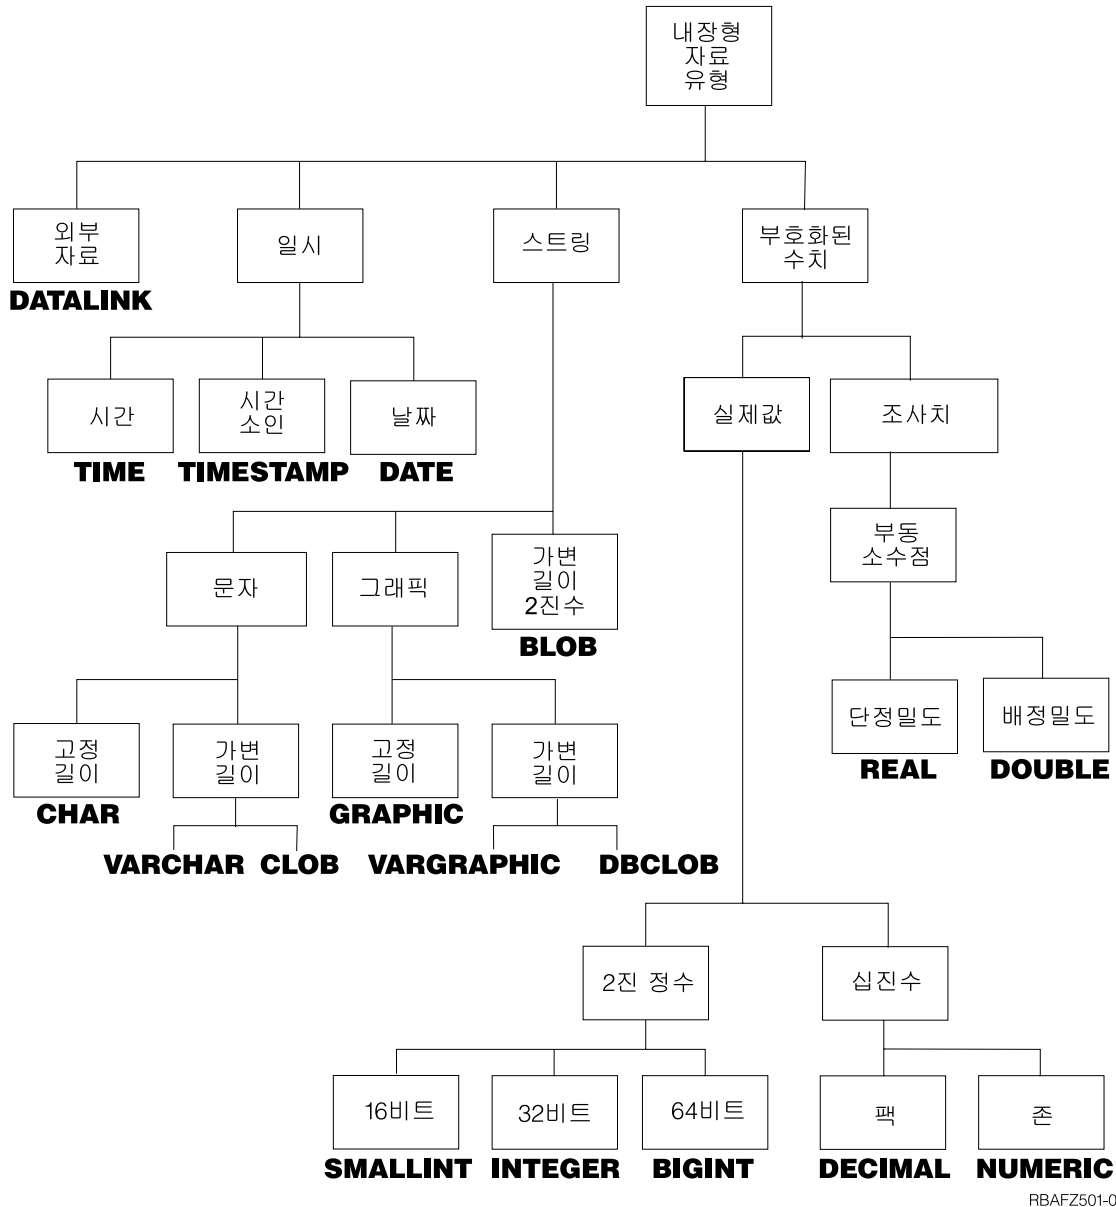 내장형
자료
유형
외부
자료
일시
스트링
부호화된
수치
DATALINK
시간
시간
소인
날짜
실제값
조사치
TIME
TIMESTAMP
DATE
문자
그래픽
가변
길이
2진수
부동
소수점
BLOB
고정
길이
가변
길이
고정
길이
가변
길이
단정밀도
배정밀도
CHAR
GRAPHIC
REAL
DOUBLE
VARCHAR
CLOB
VARGRAPHIC
DBCLOB
2진 정수
십진수
16비트
32비트
64비트
팩
존
SMALLINT
INTEGER
BIGINT
DECIMAL
NUMERIC
RBAFZ501-0